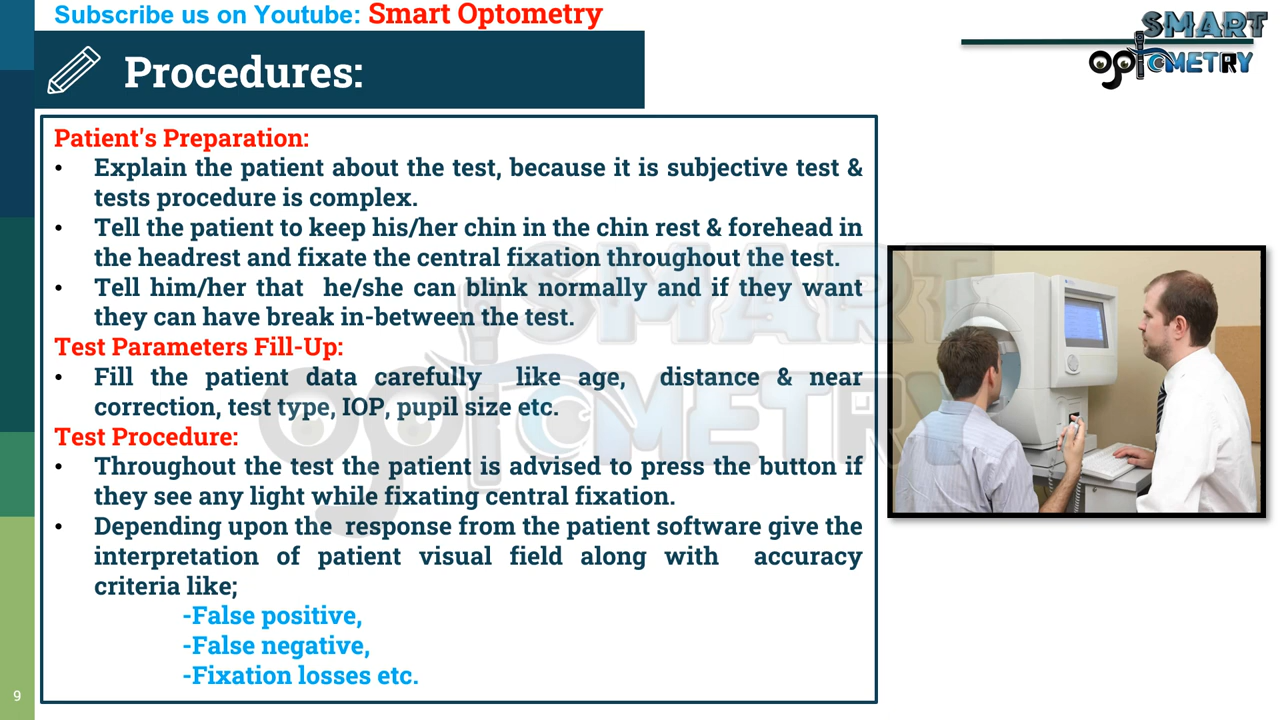 Subscribe us on Youtube: Smart Optometry
SMART
OPTOMETRY
Procedures:
Patient's Preparation:
• Explain the patient about the test, because it is subjective test &
tests procedure is complex.
• Tell the patient to keep his/her chin in the chin rest & forehead in
the headrest and fixate the central fixation throughout the test.
• Tell him/her that he/she can blink normally and if they want
they can have break in-between the test.
Test Parameters Fill-Up:
• Fill the patient data carefully like age, distance & near
correction, test type, IOP, pupil size etc.
Test Procedure:
• Throughout the test the patient is advised to press the button if
they see any light while fixating central fixation.
• Depending upon the response from the patient software give the
interpretation of patient visual field along with accuracy
criteria like;
-False positive,
-False negative,
-Fixation losses etc.
SMART
OPTOMETRY
9